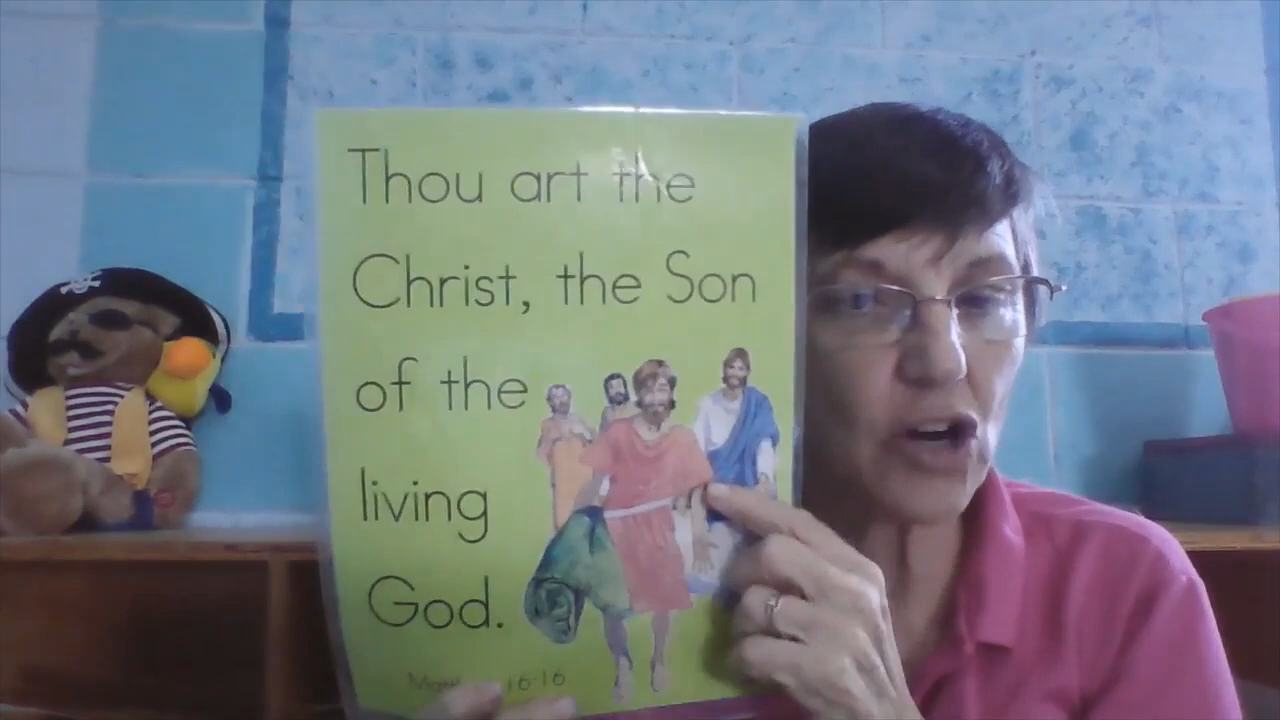 Thou art the
Christ, the Son
of the
living
God.
16-16